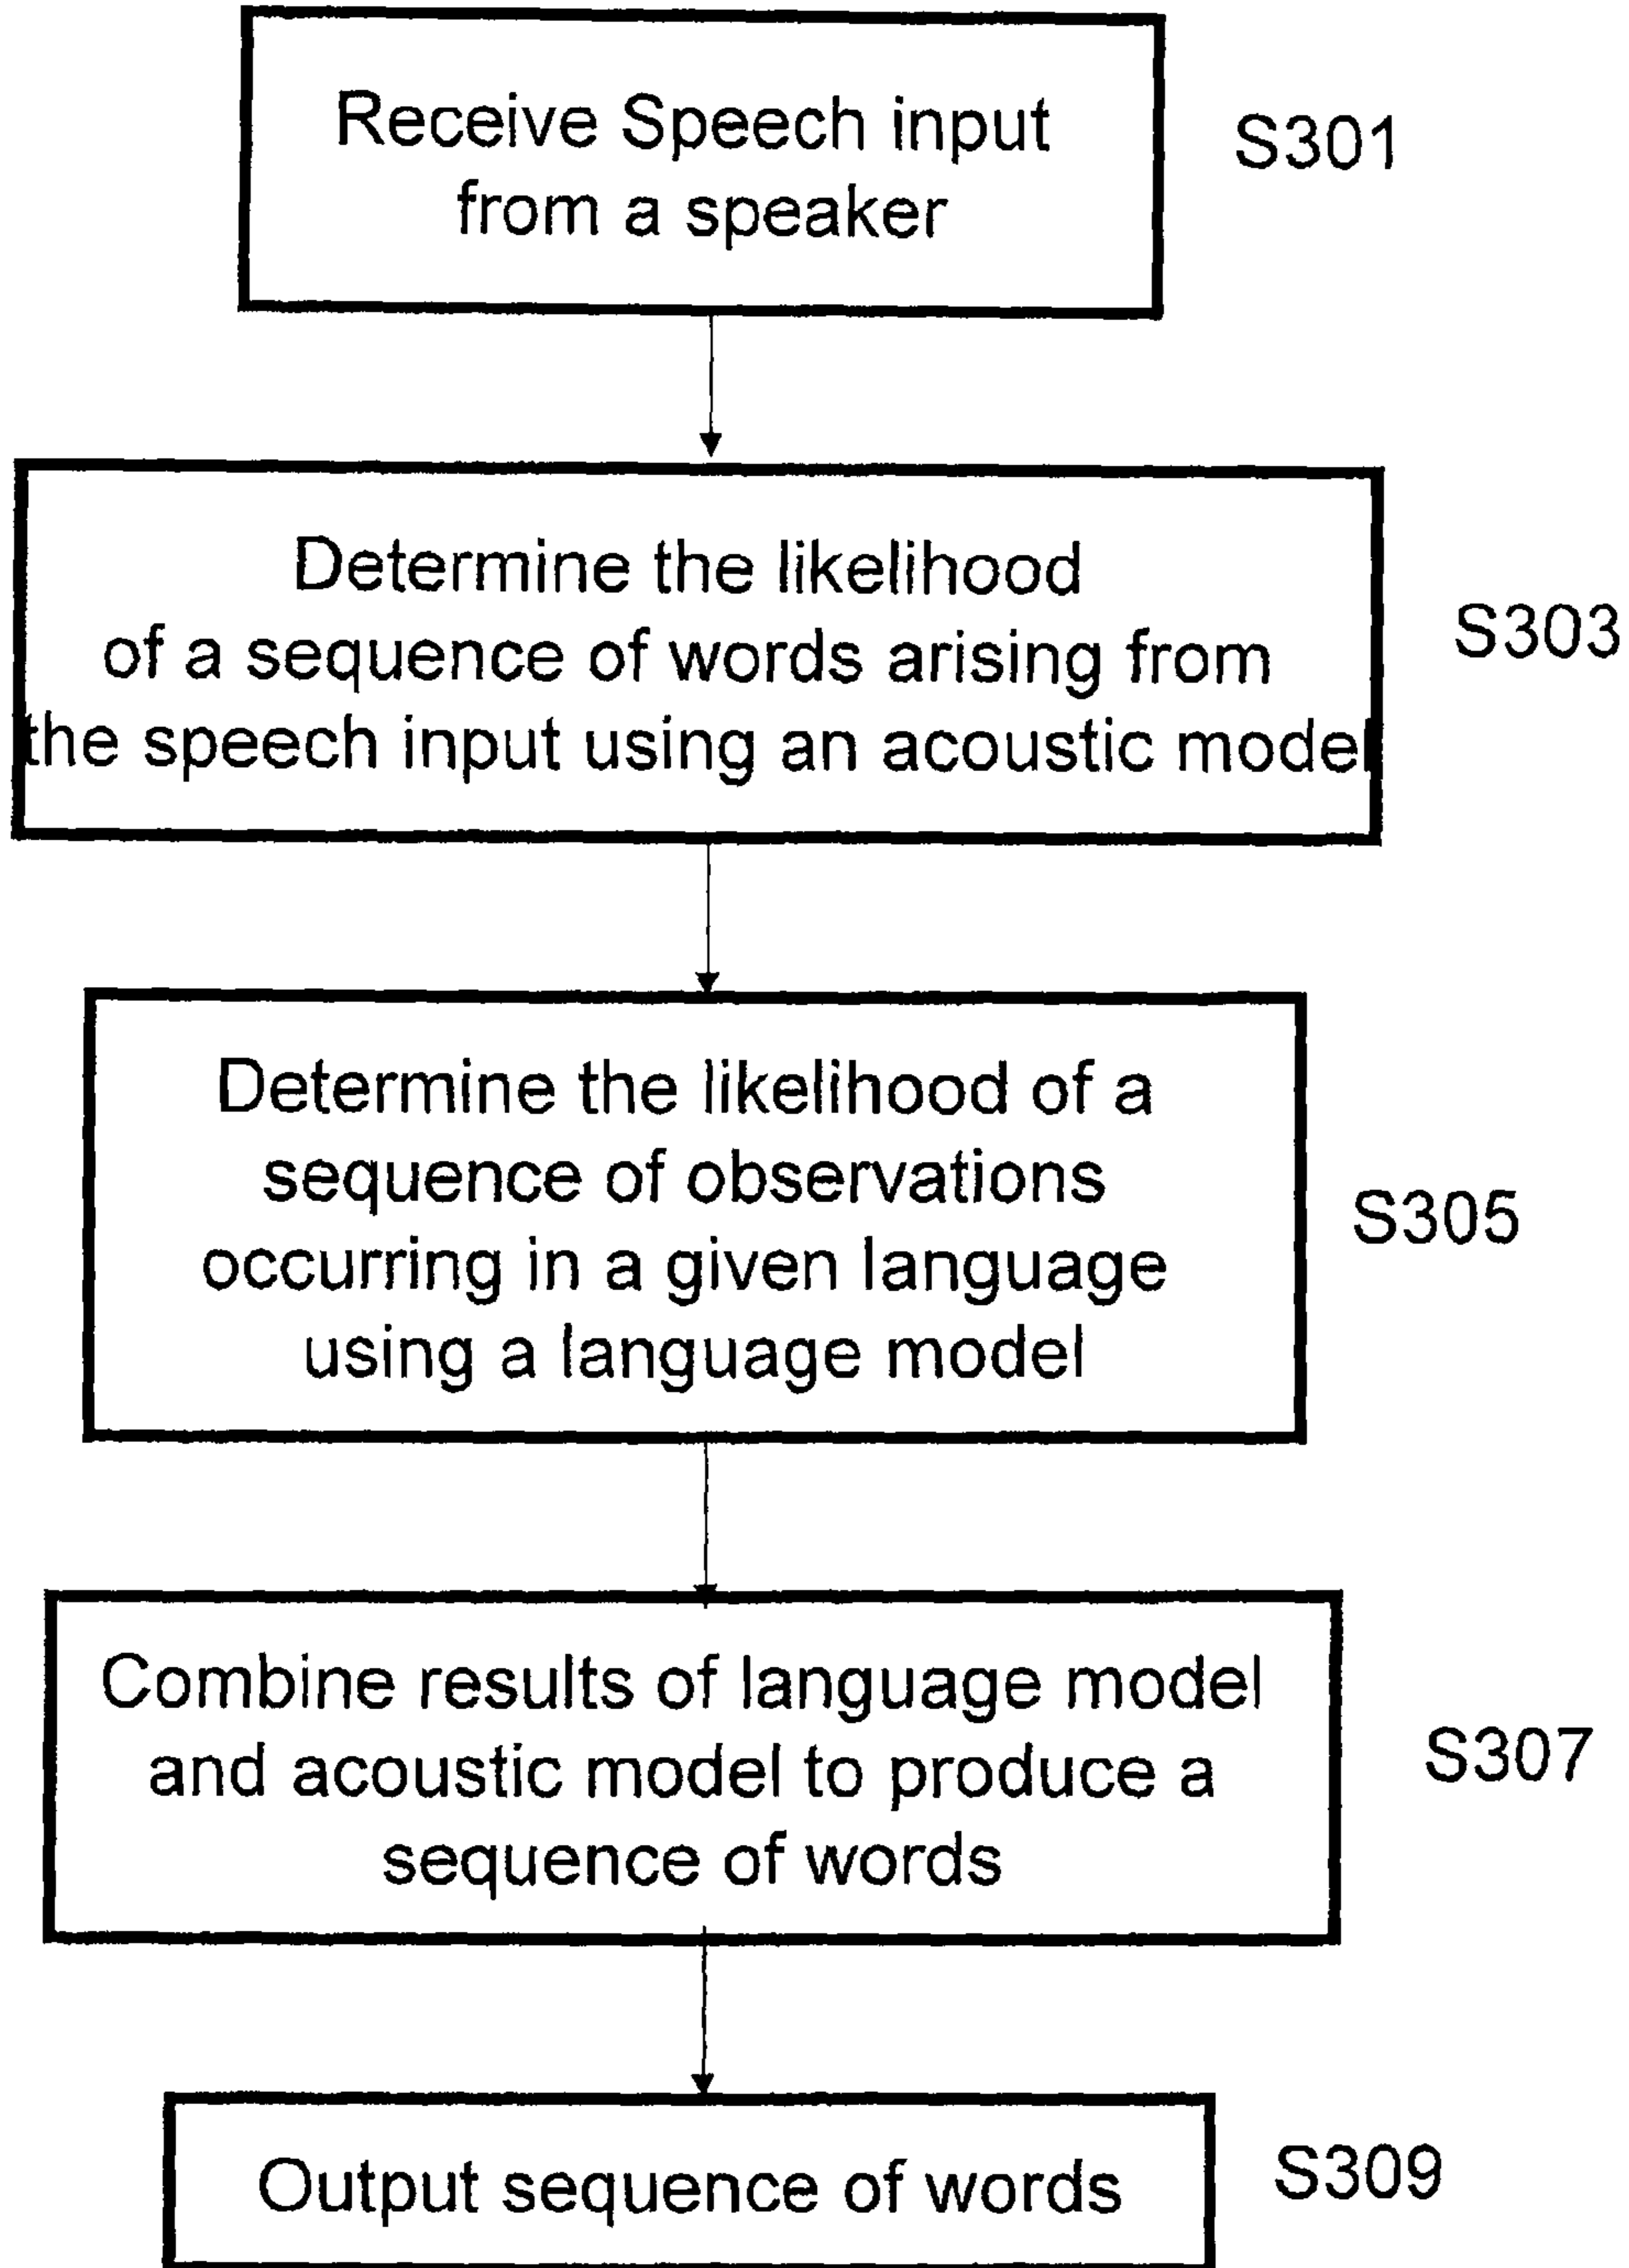 Receive Speech input
from a speaker
S301
Determine the likelihood
of a sequence of words arising from
the speech input using an acoustic model
S303
Determine the likelihood of a
sequence of observations
occurring in a given language
using a language model
S305
Combine results of language model
and acoustic model to produce a
sequence of words
S307
Output sequence of words
S309